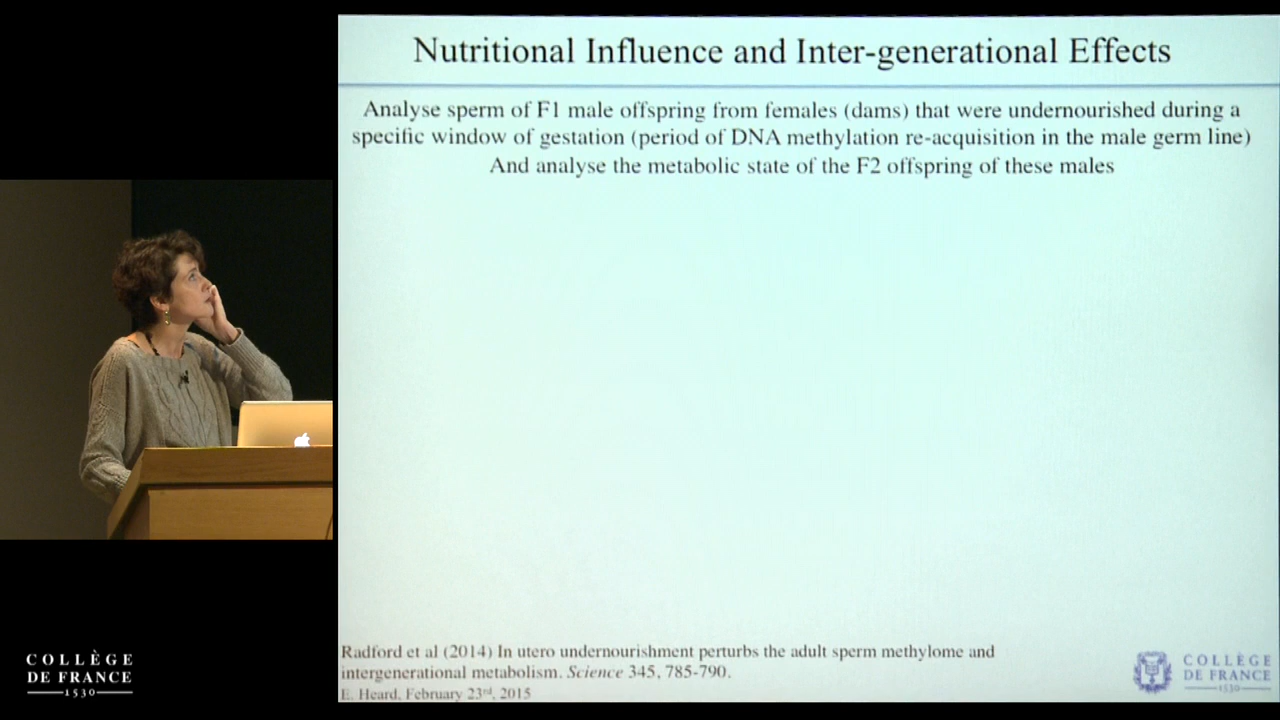 Nutritional Influence and Inter-generational Effects
Analyse sperm of F1 male offspring from females (dams) that were undernourished during a
specific window of gestation (period of DNA methylation re-acquisition in the male germ line)
And analyse the metabolic state of the F2 offspring of these males
Radford et al (2014) In utero undernourishment perturbs the adult sperm methylome and
intergenerational metabolism. Science 345, 785-790.
E. Heard, February 23rd, 2015
COLLÈGE
DE FRANCE
1530
COLLÈGE
DE FRANCE
1530